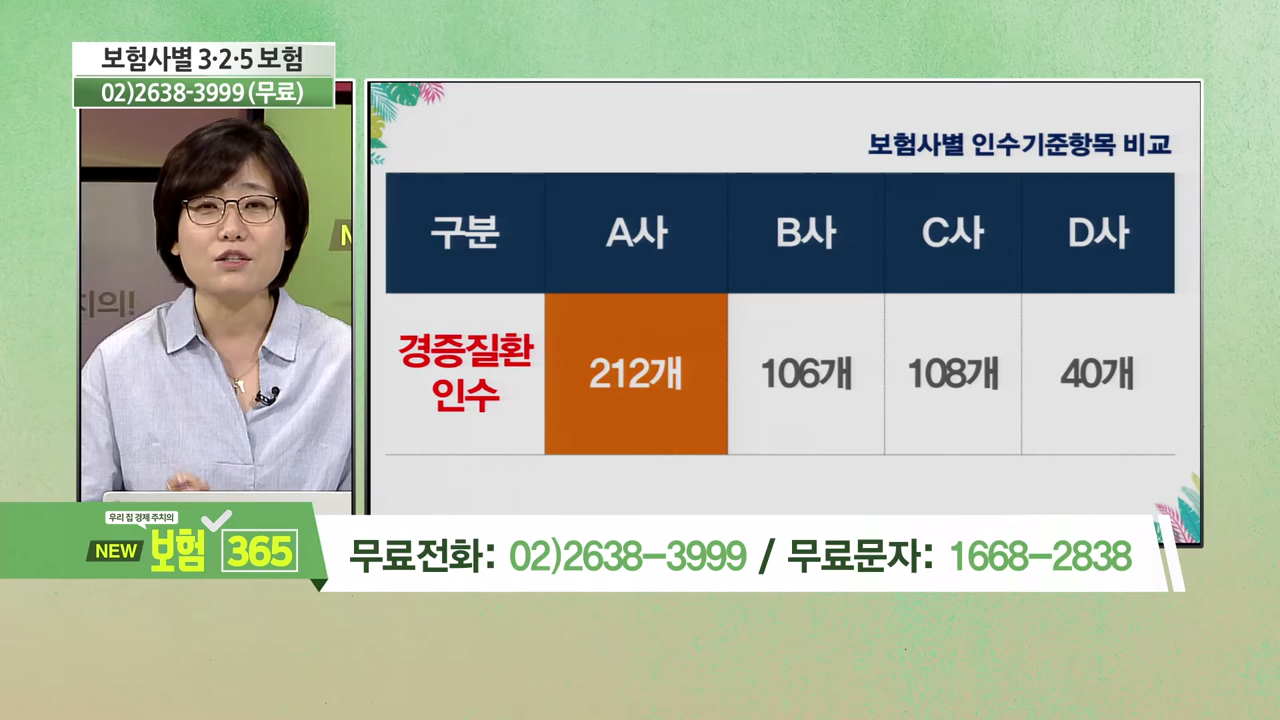 보험사별 3·2·5 보험
02)2638-3999 (무료)
치의!
보험사별 인수기준항목 비교
구분 A사 B사 C사 D사
경증질환
인수
212개 106개 108개 40개
우리 집 경제 주치의
NEW 보험 365
무료전화: 02)2638-3999 / 무료문자: 1668-2838